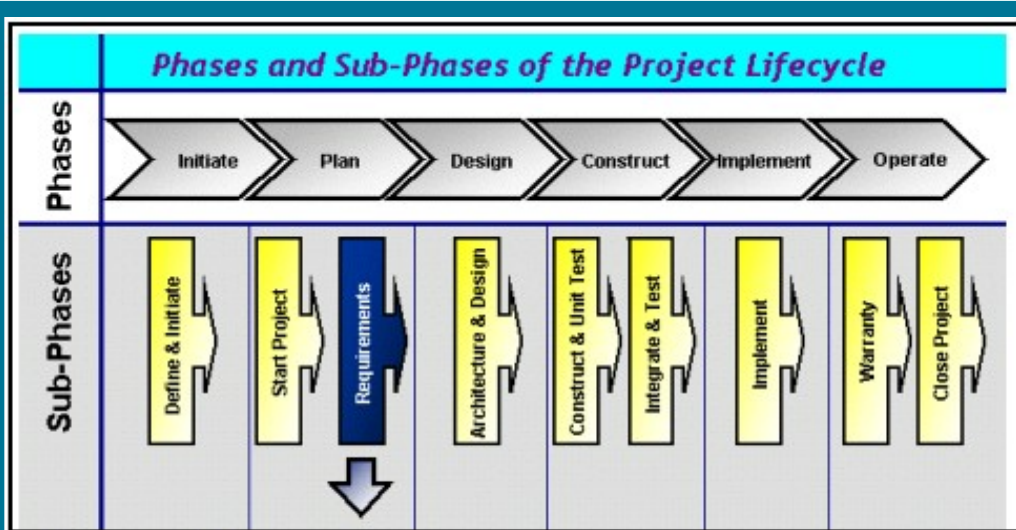 Phases and Sub-Phases of the Project Lifecycle
Phases
Initiate
Plan
Design
Construct
Implement
Operate
Sub-Phases
Define & Initiate
Start Project
Requirements
Architecture & Design
Construct & Unit Test
Integrate & Test
Implement
Warranty
Close Project